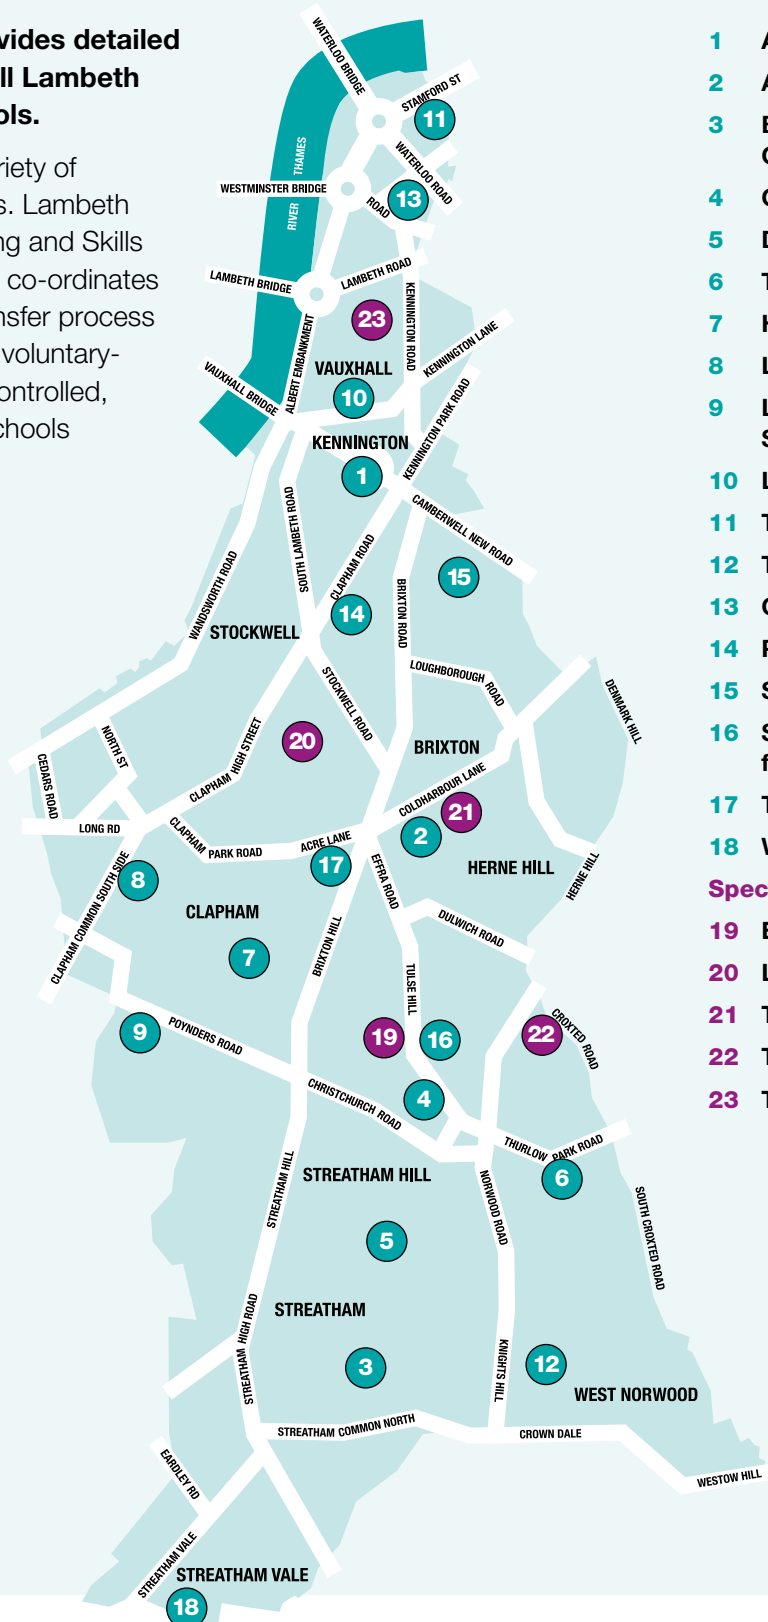 vides detailed
ll Lambeth
ols.
riety of
s. Lambeth
ng and Skills
co-ordinates
nsfer process
voluntary-
ontrolled,
chools
WATERLOO BRIDGE
STAMFORD ST
11
RIVER THAMES
WATERLOO ROAD
WESTMINSTER BRIDGE
ROAD
13
LAMBETH BRIDGE
LAMBETH ROAD
KENNINGTON ROAD
23
ALBERT EMBANKMENT
KENNINGTON LANE
VAUXHALL
VAUXHALL BRIDGE
10
KENNINGTON PARK ROAD
KENNINGTON
1
SOUTH LAMBETH ROAD
CAMBERWELL NEW ROAD
WANDSWORTH ROAD
CLAPHAM ROAD
15
BRIXTON ROAD
14
STOCKWELL
LOUGHBOROUGH ROAD
STOCKWELL ROAD
DENMARK HILL
NORTH ST
20
BRIXTON
CEDARS ROAD
CLAPHAM HIGH STREET
COLDHARBOUR LANE
21
LONG RD
CLAPHAM PARK ROAD
ACRE LANE
2
17
EFFRA ROAD
HERNE HILL
HERNE HILL
8
CLAPHAM COMMON SOUTH SIDE
CLAPHAM
BRIXTON HILL
DULWICH ROAD
7
TULSE HILL
9
POYNDERS ROAD
19
16
22
CROXTED ROAD
4
CHRISTCHURCH ROAD
THURLOW PARK ROAD
STREATHAM HILL
STREATHAM HILL
6
NORWOOD ROAD
SOUTH CROXTED ROAD
5
STREATHAM
STREATHAM HIGH ROAD
3
KNIGHTS HILL
12
WEST NORWOOD
STREATHAM COMMON NORTH
CROWN DALE
EARDLEY RD
WESTOW HILL
STREATHAM VALE
STREATHAM VALE
18
1 A
2 A
3
4
5
6 T
7
8 L
9 L
S
10 L
11 T
12 T
13
14
15 S
16 S
f
17 T
18
Spec
19
20 L
21 T
22 T
23 T